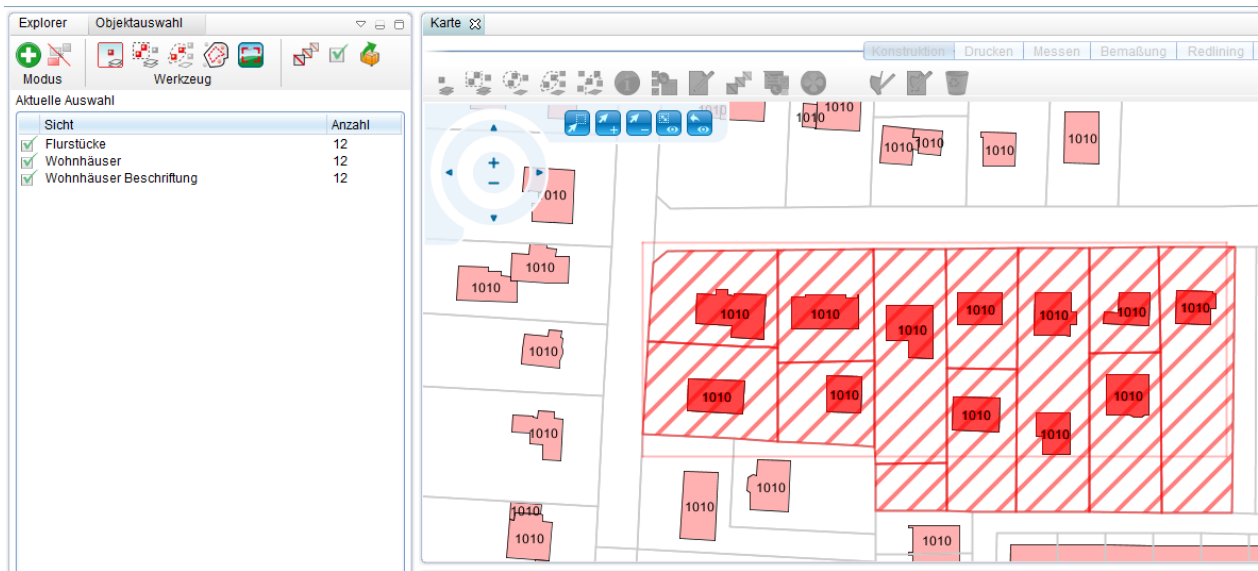 Explorer Objektauswahl
Modus Werkzeug
Aktuelle Auswahl
Sicht Anzahl
Flurstücke 12
Wohnhäuser 12
Wohnhäuser Beschriftung 12
Karte
Konstruktion Drucken Messen Bemaßung Redlining
1010 1010
1010
1010 1010 1010 1010
010
1010
1010
1010 1010 1010 1010 1010 1010 1010
1010
1010 1010 1010 1010
1010 1010
1010
1010
1010 1010
1010 1010